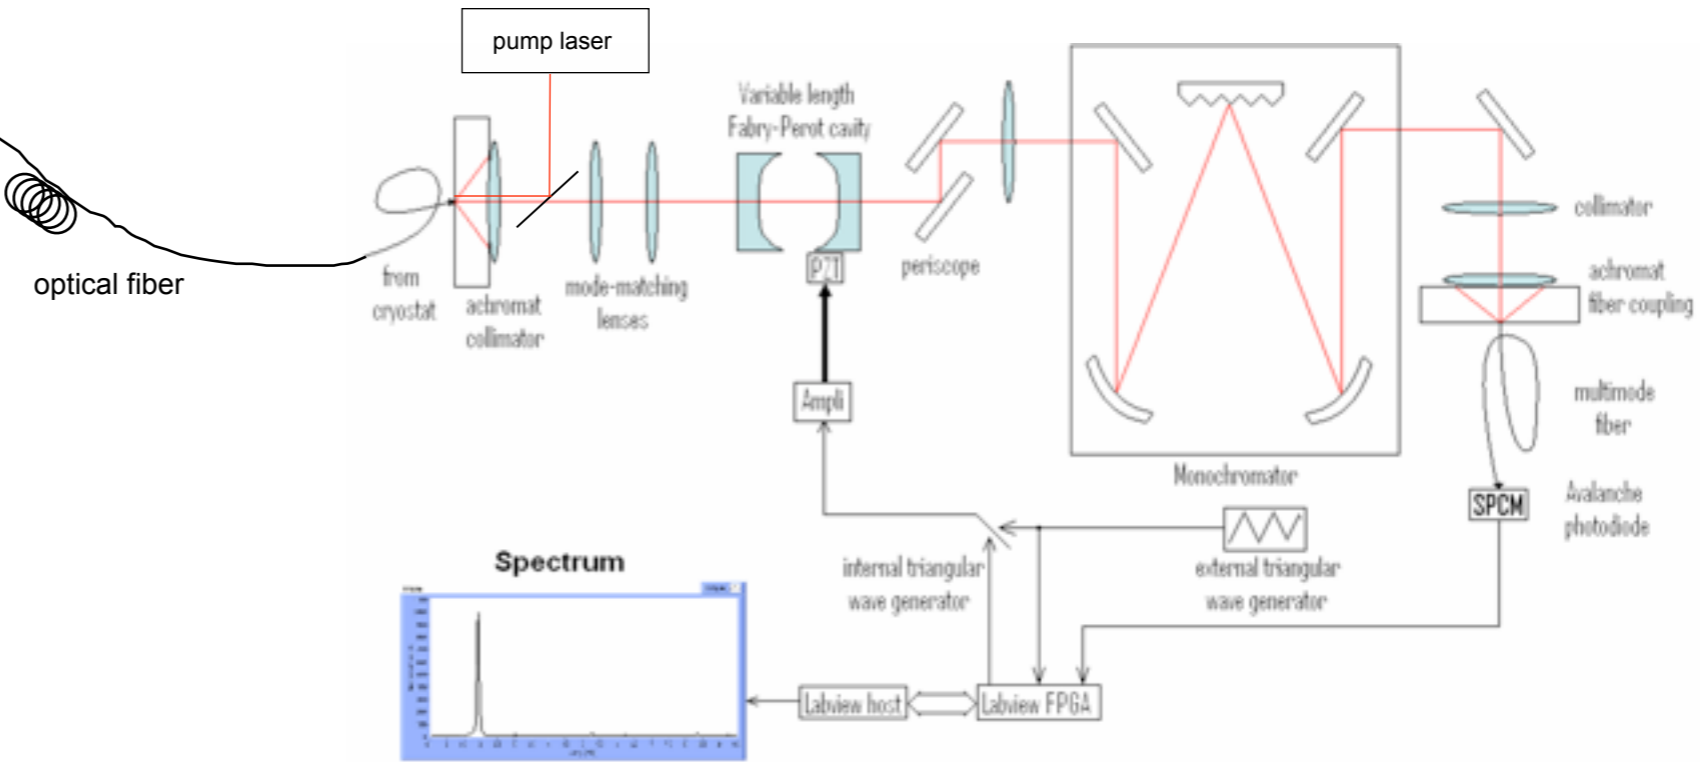 pump laser
Variable length
Fabry-Perot cavity
optical fiber
from
cryostat
achromat
collimator
mode-matching
lenses
PZT
periscope
collimator
achromat
fiber coupling
Ampli
multimode
fiber
Monochromator
SPCM
Avalanche
photodiode
internal triangular
wave generator
external triangular
wave generator
Spectrum
Labview host
Labview FPGA